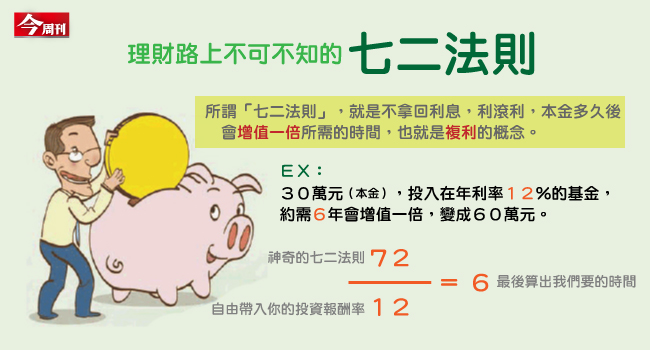 今周刊
理財路上不可不知的 七二法則
所謂「七二法則」，就是不拿回利息，利滾利，本金多久後
會增值一倍所需的時間，也就是複利的概念。
ＥＸ：
３０萬元（本金），投入在年利率１２％的基金，
約需６年會增值一倍，變成６０萬元。
神奇的七二法則 72
= 6 最後算出我們要的時間
自由帶入你的投資報酬率 12